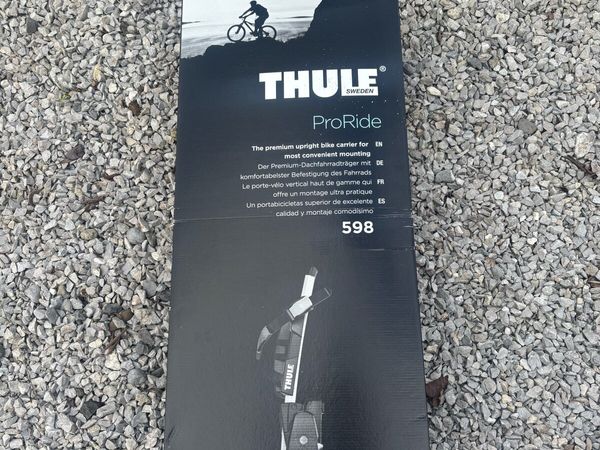 THULE®
SWEDEN
ProRide
The premium upright bike carrier for EN
most convenient mounting
Der Premium-Dachfahrradträger mit DE
komfortabelster Befestigung des Fahrrads
Le porte-vélo vertical haut de gamme qui FR
offre un montage ultra pratique
Un portabicicletas superior de excelente ES
calidad y montaje comodísimo
598
THULE